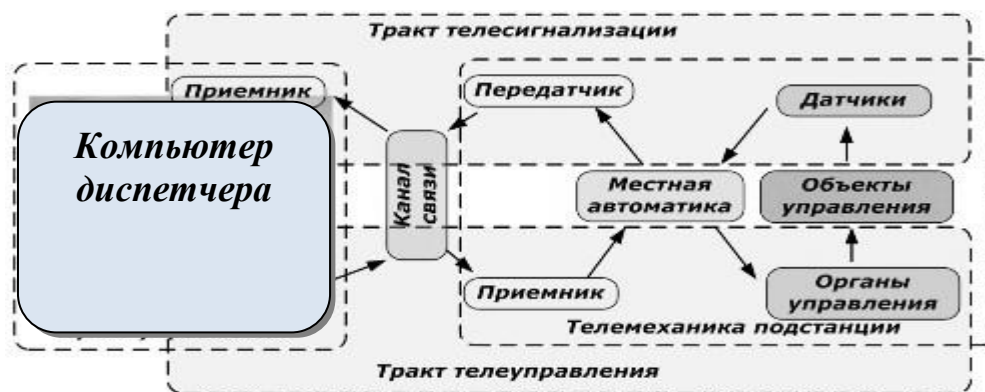 Тракт телесигнализации
Приемник
Передатчик
Датчики
Компьютер
диспетчера
Канал
связи
Местная
автоматика
Объекты
управления
Приемник
Органы
управления
Телемеханика подстанции
Тракт телеуправления